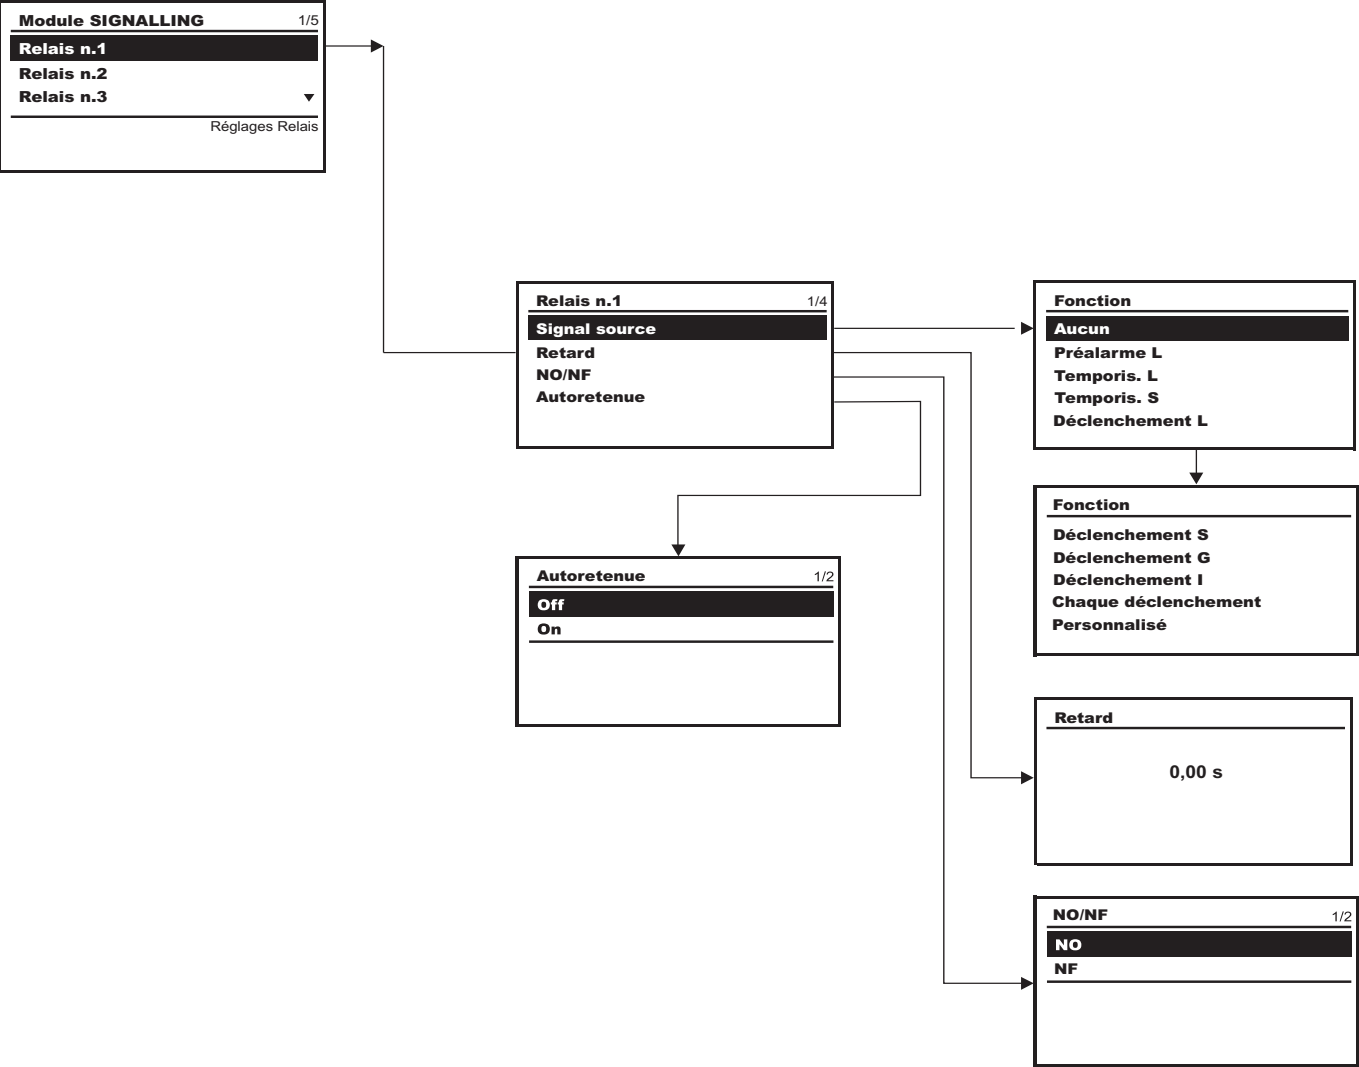 Module SIGNALLING 1/5
Relais n.1
Relais n.2
Relais n.3
Réglages Relais
Relais n.1 1/4
Signal source
Retard
NO/NF
Autoretenue
Fonction
Aucun
Préalarme L
Temporis. L
Temporis. S
Déclenchement L
Fonction
Déclenchement S
Déclenchement G
Déclenchement I
Chaque déclenchement
Personnalisé
Autoretenue 1/2
Off
On
Retard
0,00 s
NO/NF 1/2
NO
NF